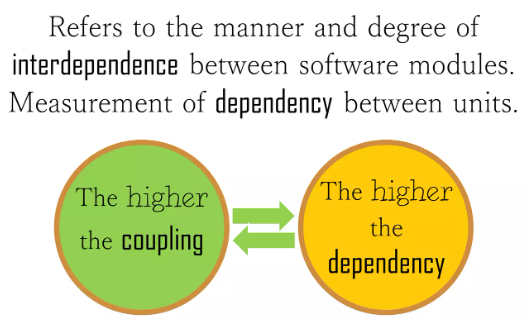 Refers to the manner and degree of
interdependence between software modules.
Measurement of dependency between units.
The higher
the coupling
The higher
the
dependency